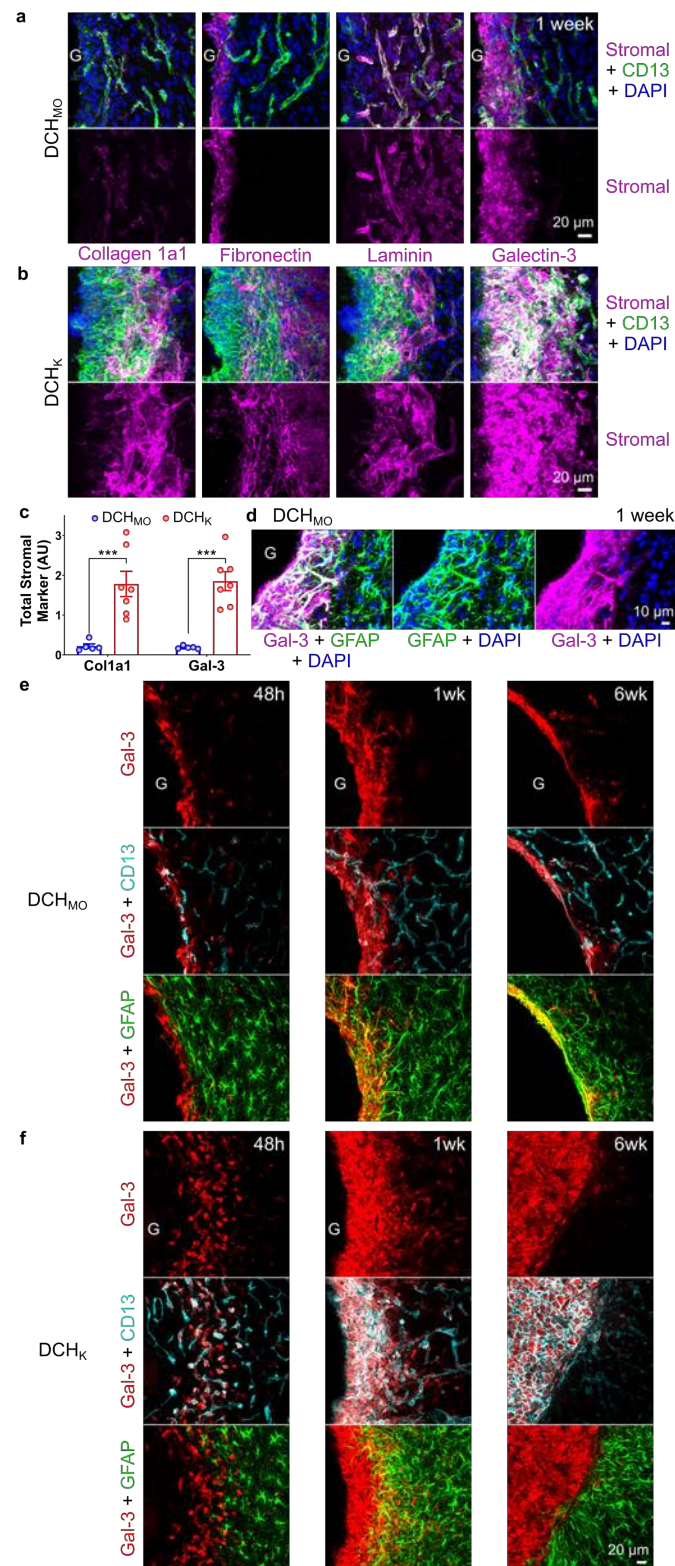 a
G
G
1 week
DCHMO
Stromal
+ CD13
+ DAPI
Stromal
20 µm
Collagen 1a1
Fibronectin
Laminin
Galectin-3
b
DCHK
Stromal
+ CD13
+ DAPI
Stromal
20 µm
c
DCHMO
DCHK
Total Stromal
Marker (AU)
3
2
1
0
***
***
Col1a1
Gal-3
d
DCHMO
1 week
G
10 µm
Gal-3 + GFAP
+ DAPI
GFAP + DAPI
Gal-3 + DAPI
e
48h
1wk
6wk
Gal-3
G
G
G
DCHMO
Gal-3 + CD13
Gal-3 + GFAP
f
48h
1wk
6wk
Gal-3
G
G
DCHK
Gal-3 + CD13
Gal-3 + GFAP
20 µm